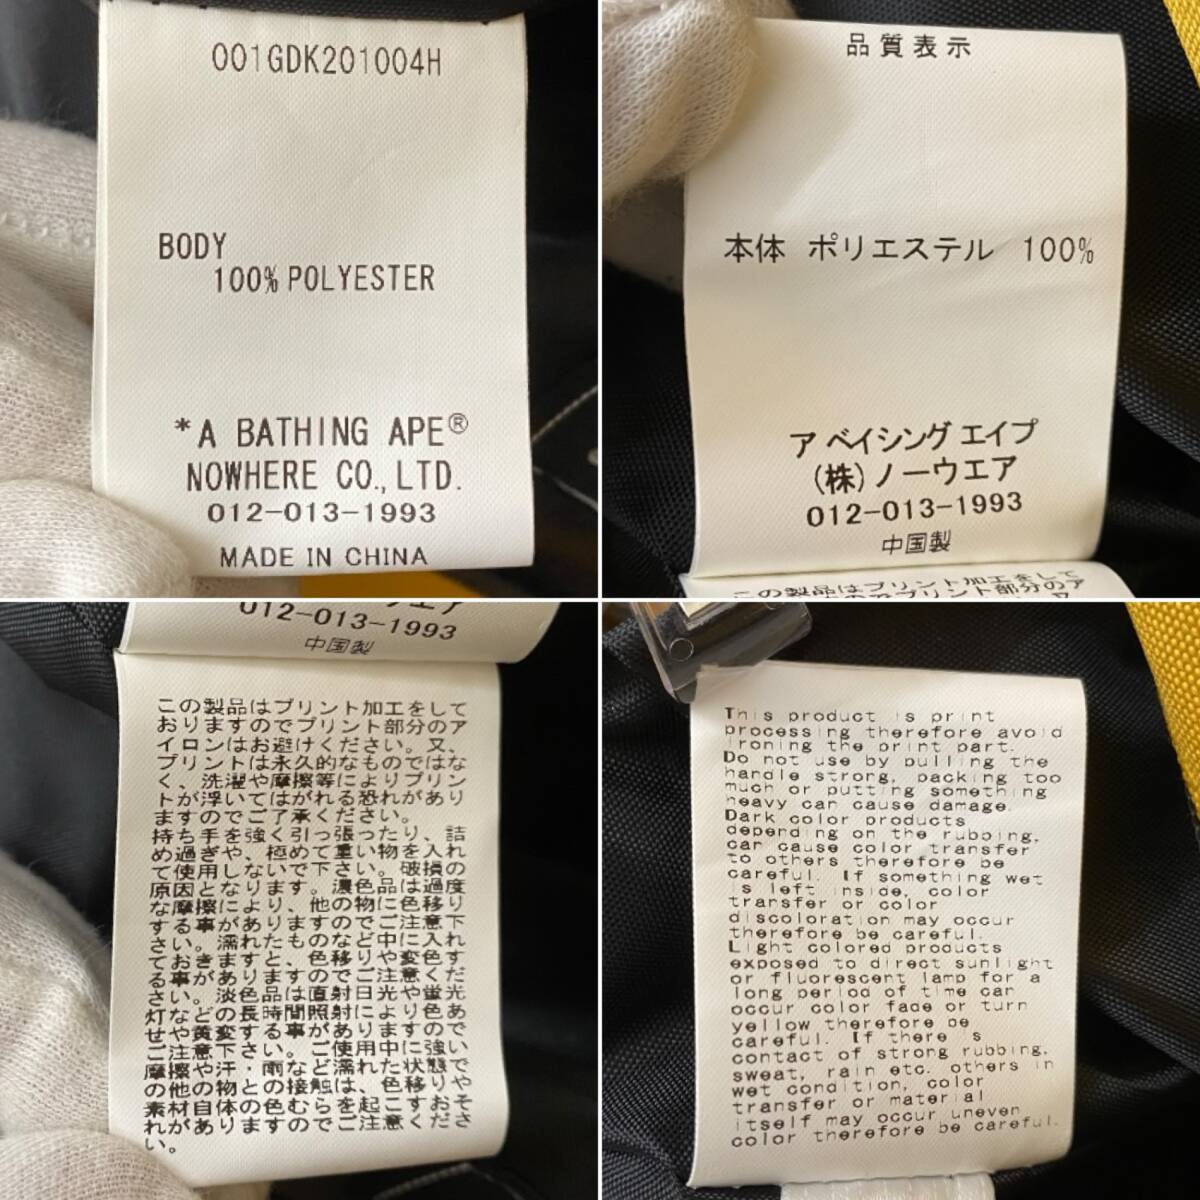 001GDK201004H
BODY
100% POLYESTER
*A BATHING APE®
NOWHERE CO., LTD.
012-013-1993
MADE IN CHINA
品質表示
本体 ポリエステル 100%
ア ベイシング エイプ
(株) ノーウエア
012-013-1993
中国製
この製品はプリント加工をして
012-013-1993
中国製
この製品はプリント加工をして
おりますのでプリント部分のア
イロンはお避けください。又、
プリントは永久的なものではな
く、洗濯や摩擦等によりプリン
トが浮いてはがれる恐れがあり
ますのでご了承ください。
持ち手を強く引っ張ったり、詰
め過ぎや、極めて重い物を入れ
て使用しないで下さい。破損の
原因となります。濃色品は過度
な摩擦により、他の物に色移り
する事がありますのでご注意下
さい。濡れたものなど中に入れ
ておきますと、色移りや変色す
る事がありますのでご注意くだ
さい。淡色品は直射日光や蛍光
灯などの長時間照射により色あ
せや黄変する事がありますので
ご注意下さい。ご使用中に強い
摩擦や汗・雨など濡れた状態で
の他の物との接触は、色移りや
素材自体の色むらを起こすおそ
れがありますのでご注意くださ
い。
This product is print
processing therefore avoid
ironing the print part.
Do not use by pulling the
handle strong, packing too
much or putting something
heavy can cause damage.
Dark color products
depending on the rubbing,
can cause color transfer
to others therefore be
careful. If something wet
is left inside, color
transfer or color
discoloration may occur
therefore be careful.
Light colored products
exposed to direct sunlight
or fluorescent lamp for a
long period of time can
occur color fade or turn
yellow therefore be
careful. If there s
contact of strong rubbing,
sweat, rain etc. others in
wet condition, color
transfer or material
itself may occur uneven
color therefore be careful.